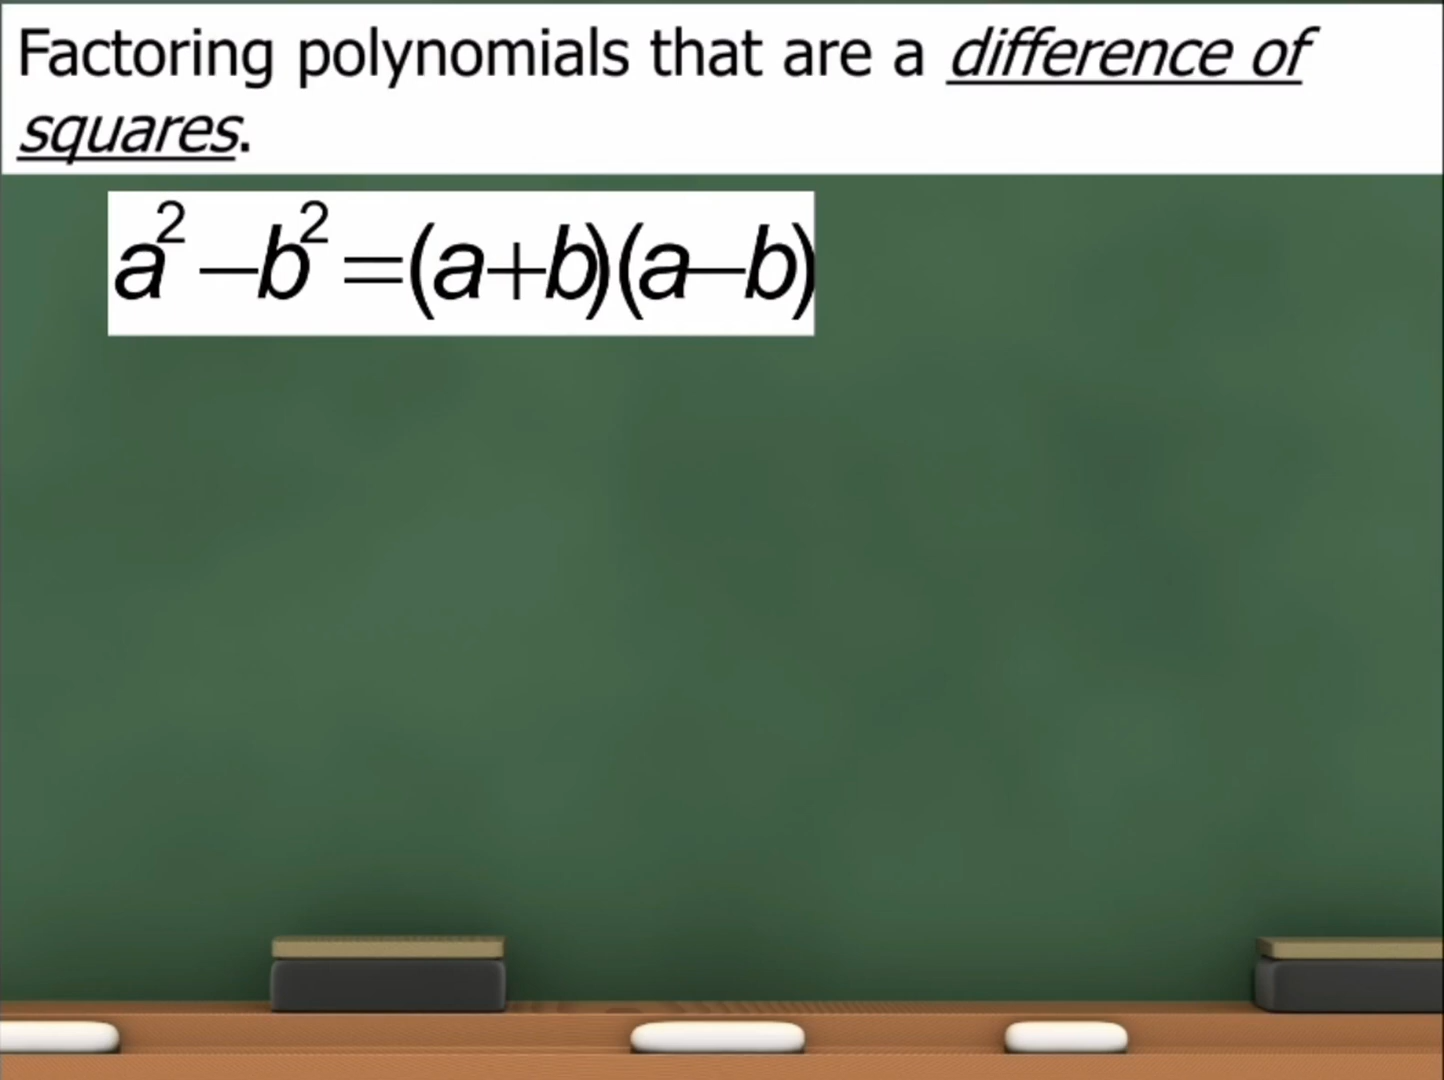 Factoring polynomials that are a difference of
squares.
a²–b²=(a+b)(a–b)